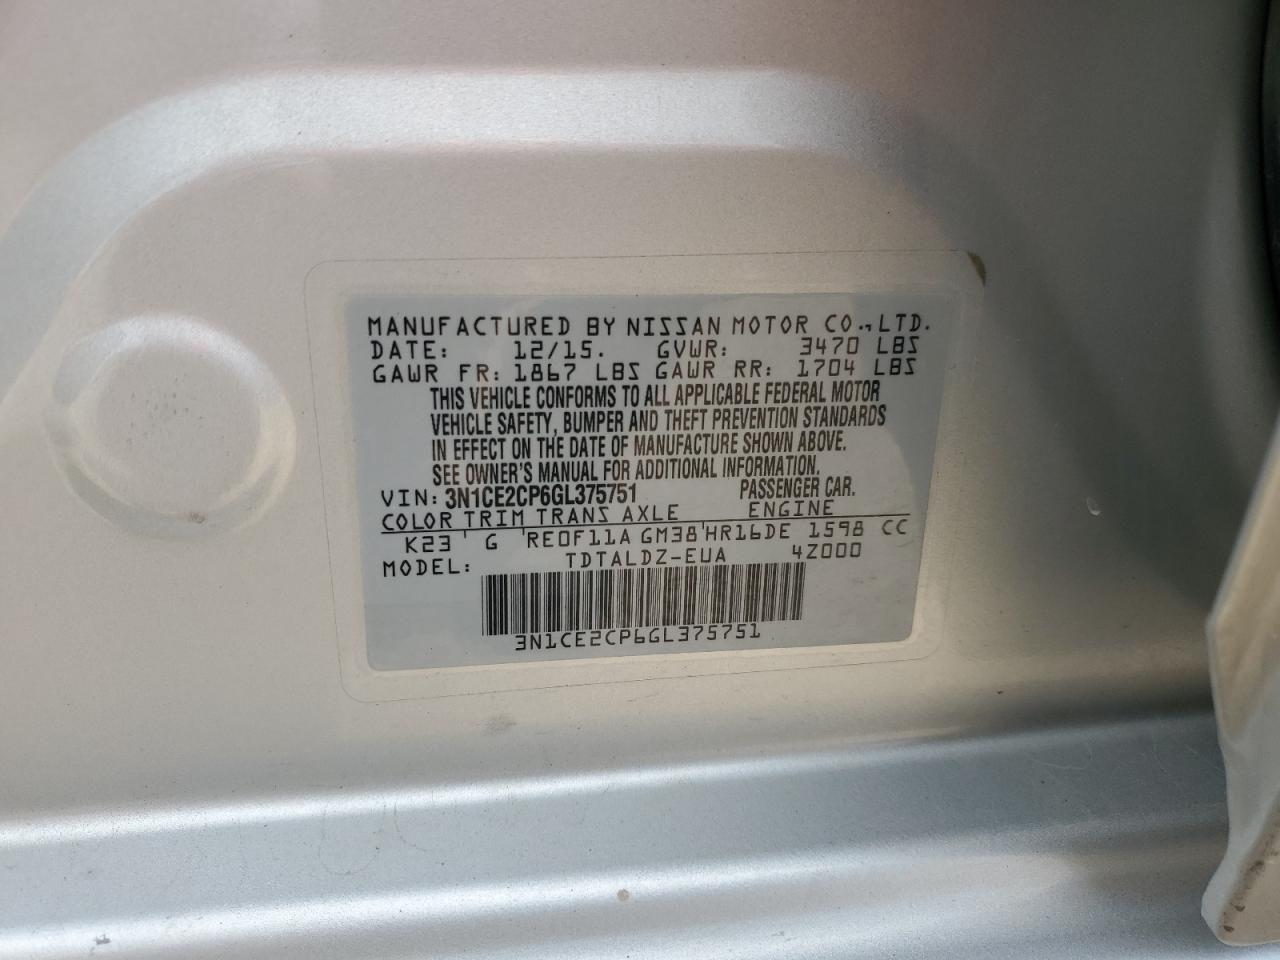 MANUFACTURED BY NISSAN MOTOR CO.,LTD.
DATE: 12/15. GVWR: 3470 LBS
GAWR FR: 1867 LBS GAWR RR: 1704 LBS
THIS VEHICLE CONFORMS TO ALL APPLICABLE FEDERAL MOTOR
VEHICLE SAFETY, BUMPER AND THEFT PREVENTION STANDARDS
IN EFFECT ON THE DATE OF MANUFACTURE SHOWN ABOVE.
SEE OWNER'S MANUAL FOR ADDITIONAL INFORMATION.
VIN: 3N1CE2CP6GL375751 PASSENGER CAR.
COLOR TRIM TRANS AXLE ENGINE
K23 ' G 'RE0F11A GM38'HR16DE 1598 CC
MODEL: TDTALDZ-EUA 4Z000
3N1CE2CP6GL375751